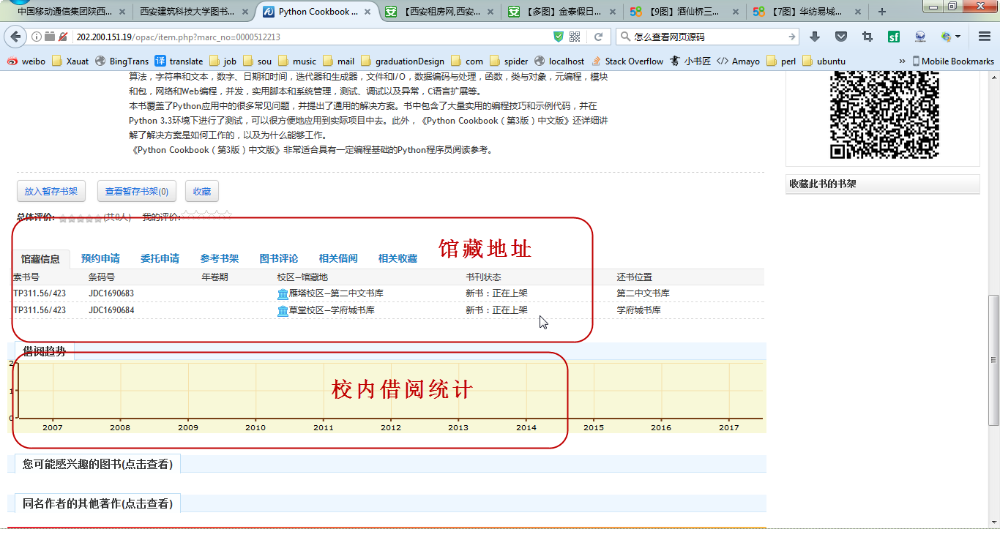 中国移动通信集团陕西...
西安建筑科技大学图书...
Python Cookbook ...
【西安租房网,西安...
【多图】金泰假日...
【9图】酒仙桥三...
【7图】华纺易城...
202.200.151.19/opac/item.php?marc_no=0000512213
怎么查看网页源码
weibo Xauat BingTrans translate job sou music mail graduationDesign com spider localhost Stack Overflow 小书匠 Amayo perl ubuntu » Mobile Bookmarks
算法，字符串和文本，数字、日期和时间，迭代器和生成器，文件和I/O，数据编码与处理，函数，类与对象，元编程，模块
和包，网络和Web编程，并发，实用脚本和系统管理，测试、调试以及异常，C语言扩展等。
本书覆盖了Python应用中的很多常见问题，并提出了通用的解决方案。书中包含了大量实用的编程技巧和示例代码，并在
Python 3.3环境下进行了测试，可以很方便地应用到实际项目中去。此外，《Python Cookbook（第3版）中文版》还详细讲
解了解决方案是如何工作的，以及为什么能够工作。
《Python Cookbook（第3版）中文版》非常适合具有一定编程基础的Python程序员阅读参考。
收藏此书的书架
放入暂存书架 查看暂存书架(0) 收藏
总体评价: (共0人) 我的评价:
馆藏地址
馆藏信息 预约申请 委托申请 参考书架 图书评论 相关借阅 相关收藏
索书号 条码号 年卷期 校区—馆藏地 书刊状态 还书位置
TP311.56/423 JDC1690683 雁塔校区—第二中文书库 新书：正在上架 第二中文书库
TP311.56/423 JDC1690684 草堂校区—学府城书库 新书：正在上架 学府城书库
借阅趋势
校内借阅统计
2
1
0
2007 2008 2009 2010 2011 2012 2013 2014 2015 2016 2017
您可能感兴趣的图书(点击查看)
同名作者的其他著作(点击查看)